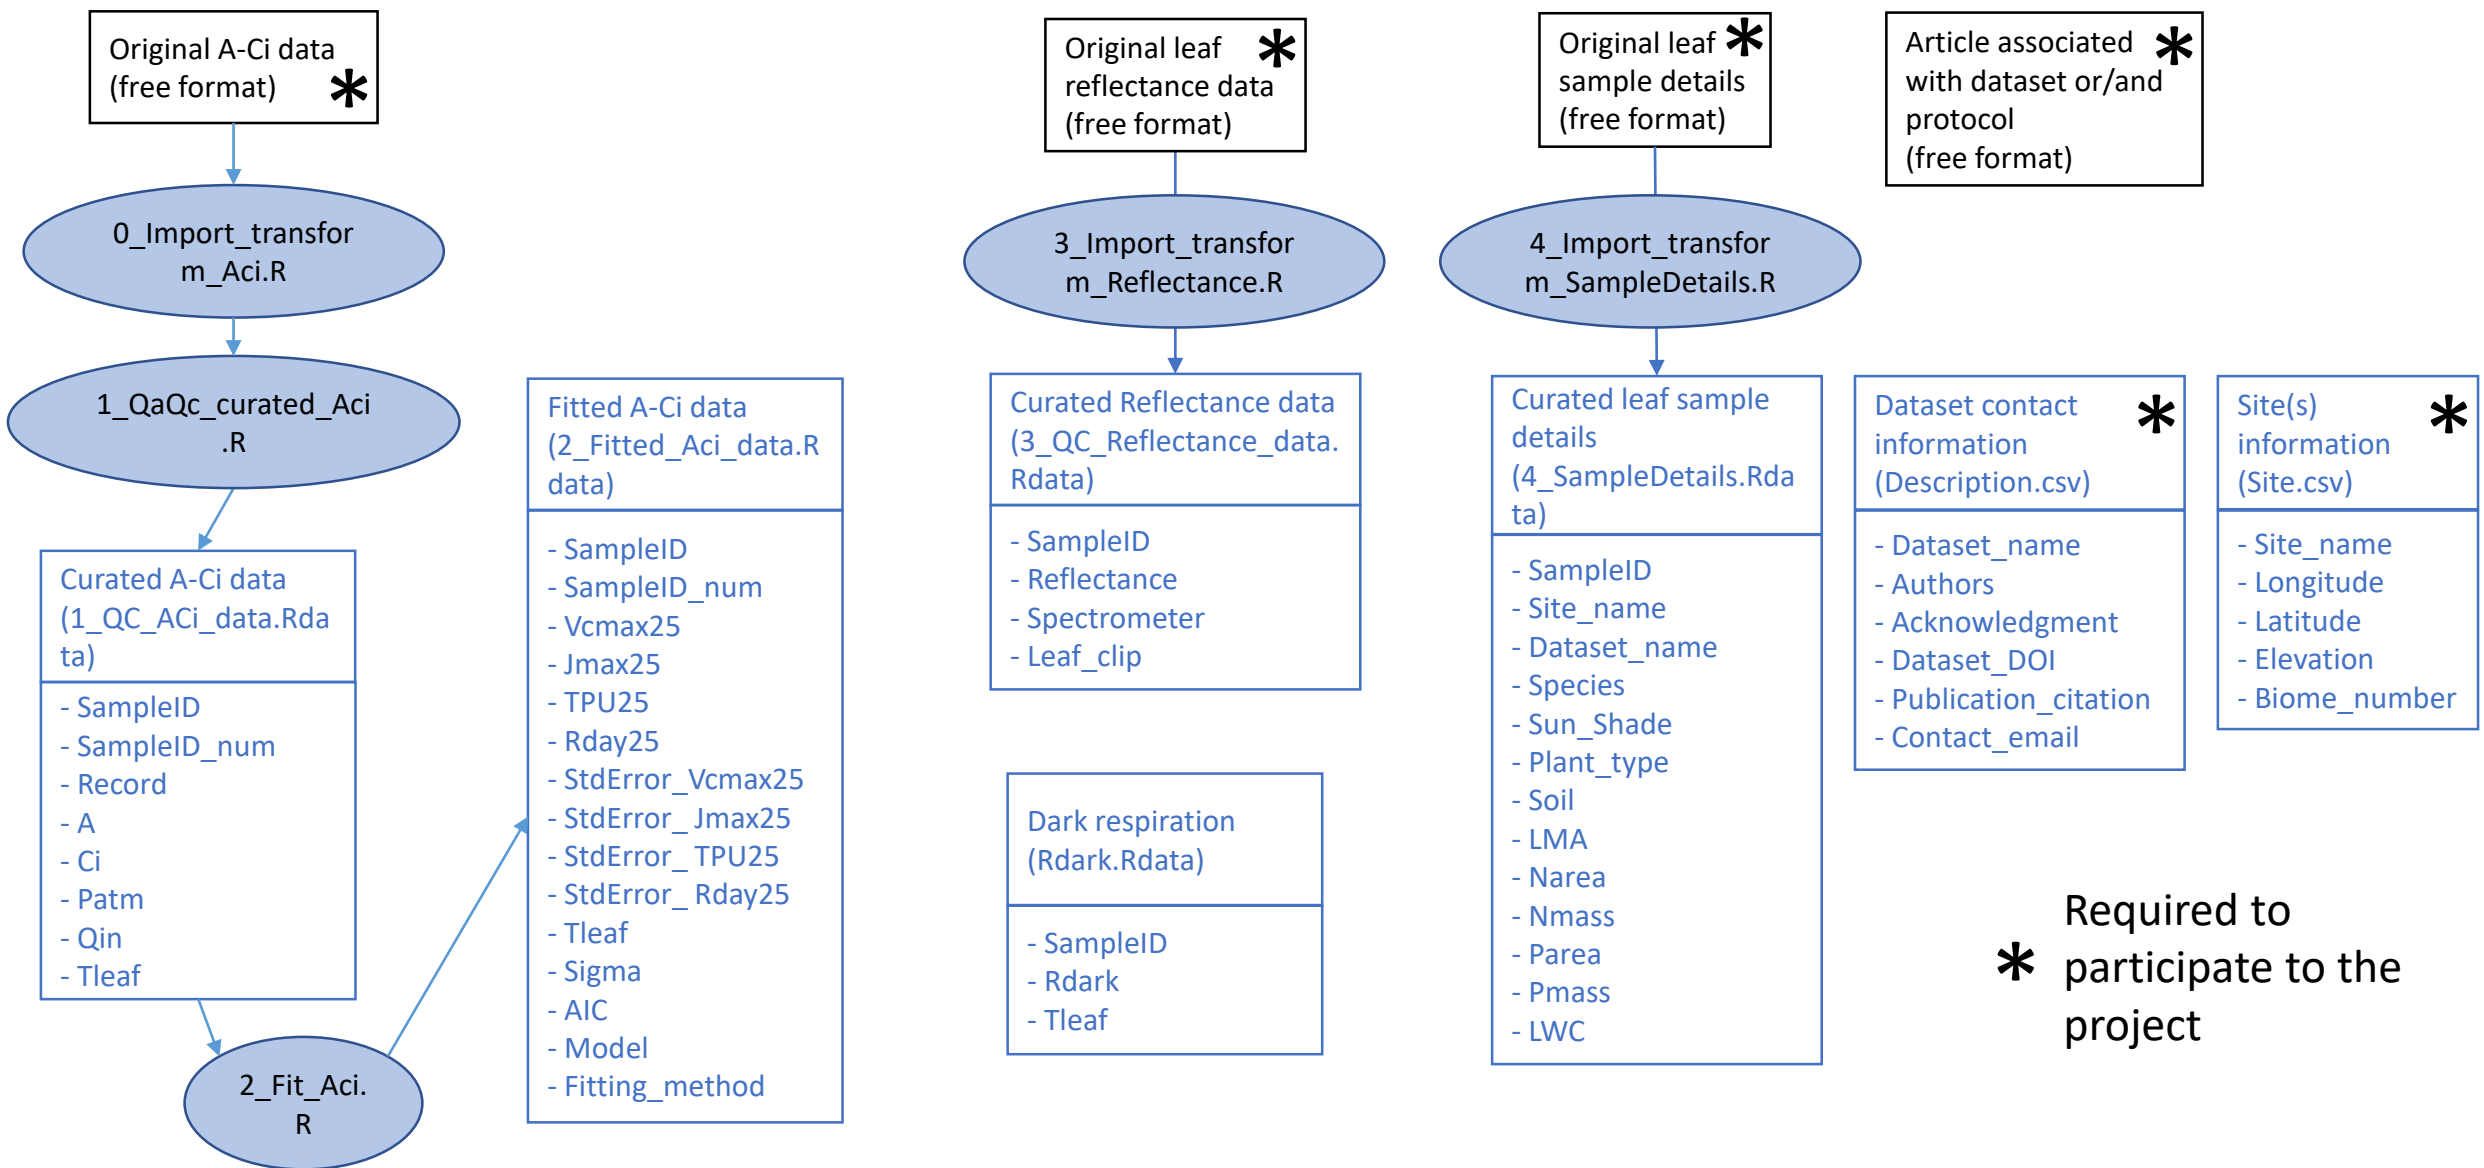 Original A-Ci data
(free format)
*
Original leaf
reflectance data
(free format)
*
Original leaf
sample details
(free format)
*
Article associated
with dataset or/and
protocol
(free format)
*
0_Import_transfor
m_Aci.R
3_Import_transfor
m_Reflectance.R
4_Import_transfor
m_SampleDetails.R
1_QaQc_curated_Aci
.R
Curated A-Ci data
(1_QC_ACi_data.Rda
ta)
- SampleID
- SampleID_num
- Record
- A
- Ci
- Patm
- Qin
- Tleaf
2_Fit_Aci.
R
Fitted A-Ci data
(2_Fitted_Aci_data.R
data)
- SampleID
- SampleID_num
- Vcmax25
- Jmax25
- TPU25
- Rday25
- StdError_Vcmax25
- StdError_ Jmax25
- StdError_ TPU25
- StdError_ Rday25
- Tleaf
- Sigma
- AIC
- Model
- Fitting_method
Curated Reflectance data
(3_QC_Reflectance_data.
Rdata)
- SampleID
- Reflectance
- Spectrometer
- Leaf_clip
Dark respiration
(Rdark.Rdata)
- SampleID
- Rdark
- Tleaf
Curated leaf sample
details
(4_SampleDetails.Rda
ta)
- SampleID
- Site_name
- Dataset_name
- Species
- Sun_Shade
- Plant_type
- Soil
- LMA
- Narea
- Nmass
- Parea
- Pmass
- LWC
Dataset contact
information
(Description.csv)
*
- Dataset_name
- Authors
- Acknowledgment
- Dataset_DOI
- Publication_citation
- Contact_email
Site(s)
information
(Site.csv)
*
- Site_name
- Longitude
- Latitude
- Elevation
- Biome_number
Required to
* participate to the
project